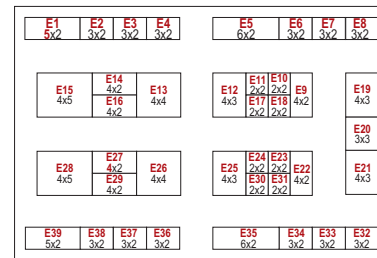 E1 E2 E3 E4 E5 E6 E7 E8
5x2 3x2 3x2 3x2 6x2 3x2 3x2 3x2
E15 E14 E13 E12 E11 E10 E9 E19
4x5 4x2 4x4 4x3 2x2 2x2 4x2 4x3
E16 E17 E18
4x2 2x2 2x2
E20
3x3
E28 E27 E26 E25 E24 E23 E22 E21
4x5 4x2 4x4 4x3 2x2 2x2 4x2 4x3
E29 E30 E31
4x2 2x2 2x2
E39 E38 E37 E36 E35 E34 E33 E32
5x2 3x2 3x2 3x2 6x2 3x2 3x2 3x2